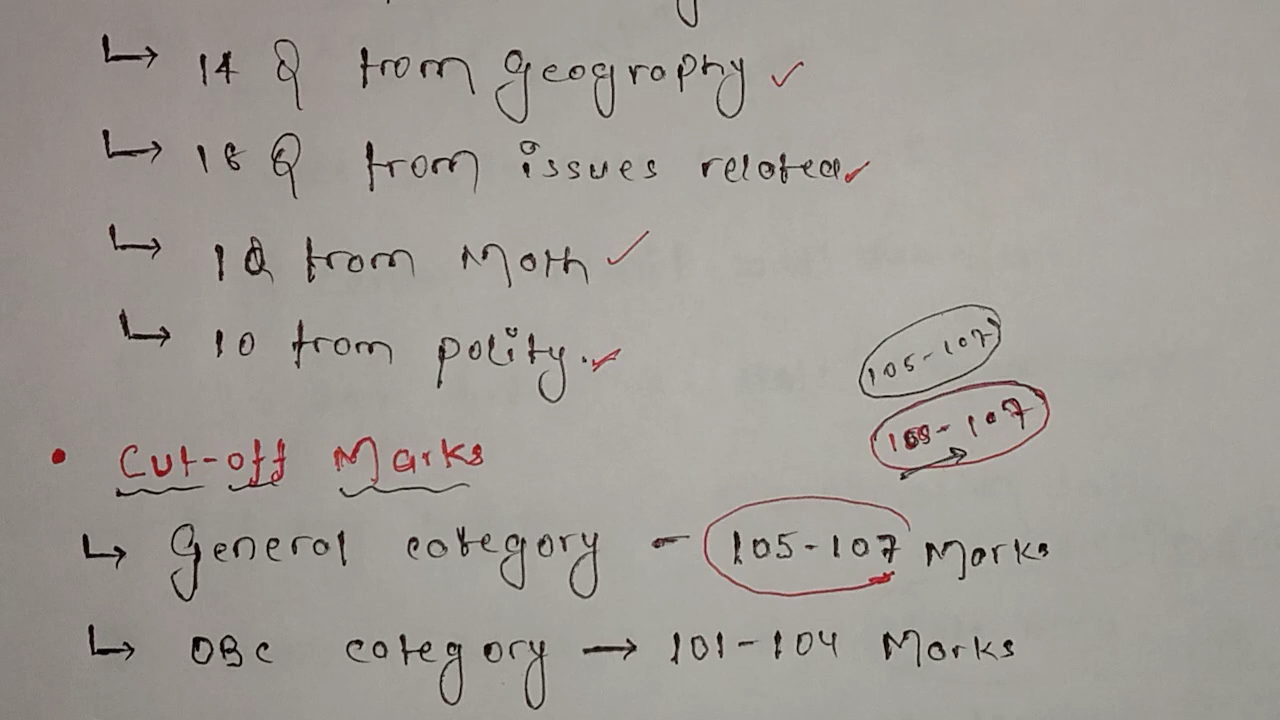 ↳ 14 Q from geography ✓
↳ 18 Q from issues related ✓
↳ 1Q from Math ✓
↳ 10 from polity. ✓
105-107
105-107
• Cut-off Marks
↳ General category - 105-107 Marks
↳ OBC category → 101-104 Marks